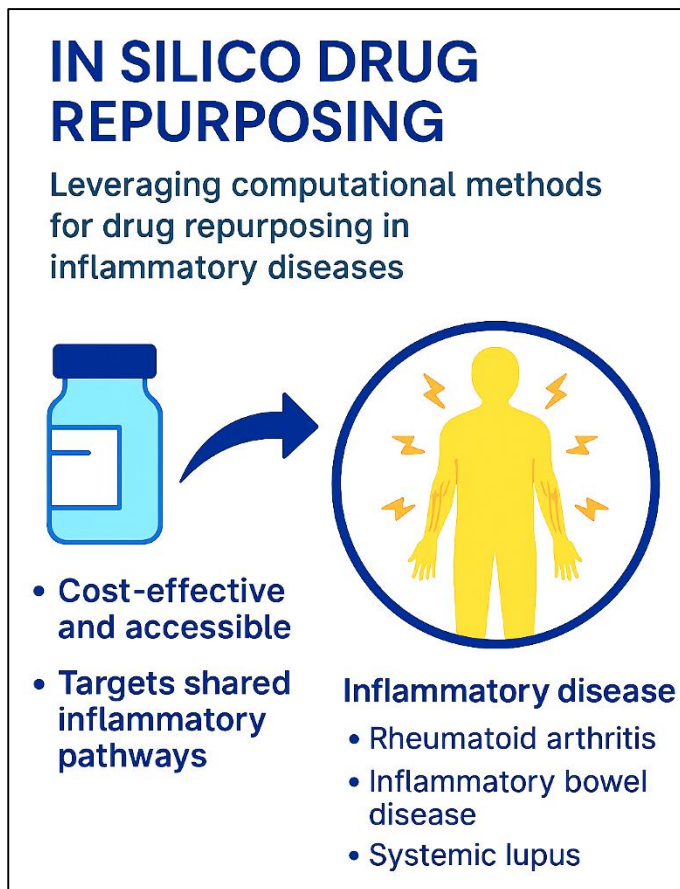 IN SILICO DRUG
REPURPOSING
Leveraging computational methods
for drug repurposing in
inflammatory diseases
• Cost-effective
and accessible
• Targets shared
inflammatory
pathways
Inflammatory disease
• Rheumatoid arthritis
• Inflammatory bowel
disease
• Systemic lupus